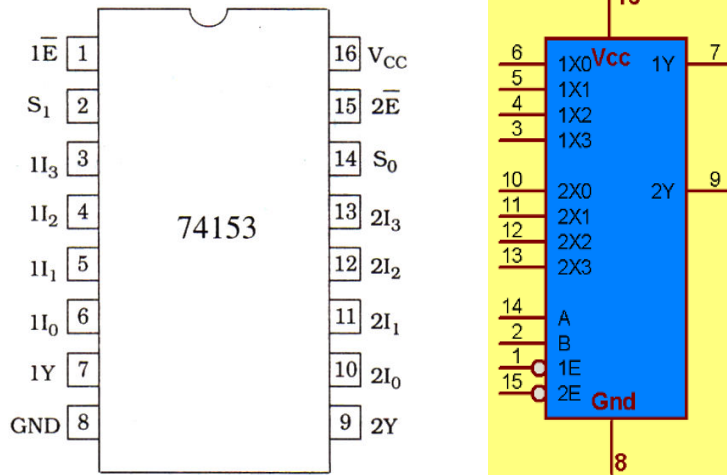 1E̅ 1 16 VCC
S1 2 15 2E̅
1I3 3 14 S0
1I2 4 13 2I3
74153
1I1 5 12 2I2
1I0 6 11 2I1
1Y 7 10 2I0
GND 8 9 2Y
6 1X0 Vcc 1Y 7
5 1X1
4 1X2
3 1X3
10 2X0 2Y 9
11 2X1
12 2X2
13 2X3
14 A
2 B
1 1E
15 2E Gnd
8